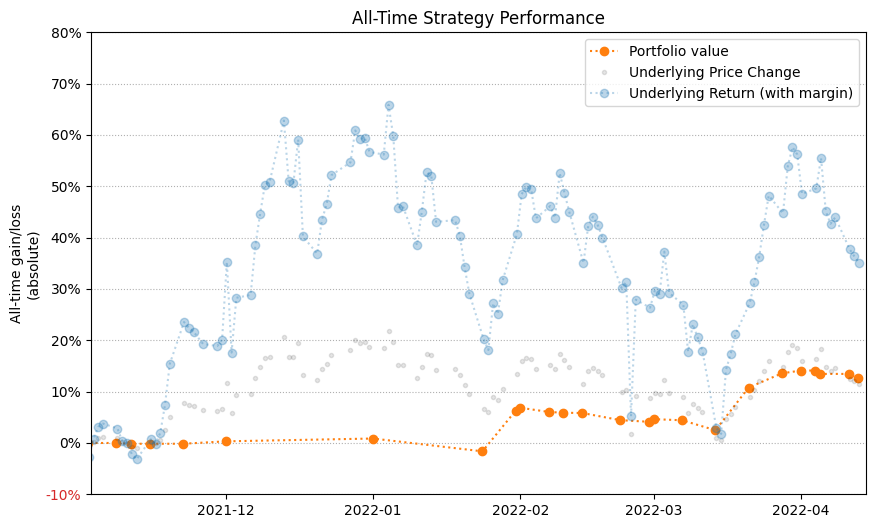 All-Time Strategy Performance
80%
70%
60%
50%
40%
30%
20%
10%
0%
-10%
All-time gain/loss
(absolute)
Portfolio value
Underlying Price Change
Underlying Return (with margin)
2021-12
2022-01
2022-02
2022-03
2022-04